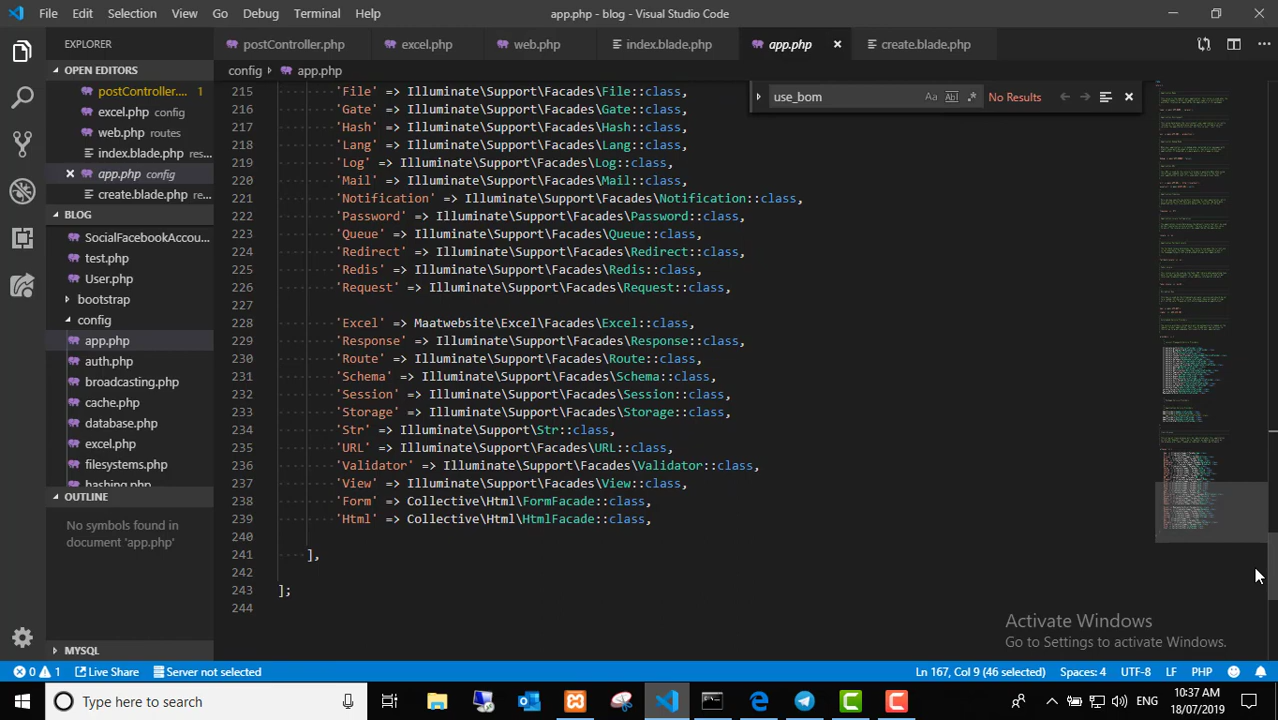 File Edit Selection View Go Debug Terminal Help
app.php - blog - Visual Studio Code
EXPLORER
postController.php
excel.php
web.php
index.blade.php
app.php
create.blade.php
OPEN EDITORS
postController.... 1
excel.php config
web.php routes
index.blade.php res...
app.php config
create.blade.php re...
BLOG
SocialFacebookAccou...
test.php
User.php
bootstrap
config
app.php
auth.php
broadcasting.php
cache.php
database.php
excel.php
filesystems.php
hashing.php
OUTLINE
No symbols found in
document 'app.php'
MYSQL
config > app.php
use_bom
Aa Abl .* No Results
215 'File' => Illuminate\Support\Facades\File::class,
216 'Gate' => Illuminate\Support\Facades\Gate::class,
217 'Hash' => Illuminate\Support\Facades\Hash::class,
218 'Lang' => Illuminate\Support\Facades\Lang::class,
219 'Log' => Illuminate\Support\Facades\Log::class,
220 'Mail' => Illuminate\Support\Facades\Mail::class,
221 'Notification' => Illuminate\Support\Facades\Notification::class,
222 'Password' => Illuminate\Support\Facades\Password::class,
223 'Queue' => Illuminate\Support\Facades\Queue::class,
224 'Redirect' => Illuminate\Support\Facades\Redirect::class,
225 'Redis' => Illuminate\Support\Facades\Redis::class,
226 'Request' => Illuminate\Support\Facades\Request::class,
227
228 'Excel' => Maatwebsite\Excel\Facades\Excel::class,
229 'Response' => Illuminate\Support\Facades\Response::class,
230 'Route' => Illuminate\Support\Facades\Route::class,
231 'Schema' => Illuminate\Support\Facades\Schema::class,
232 'Session' => Illuminate\Support\Facades\Session::class,
233 'Storage' => Illuminate\Support\Facades\Storage::class,
234 'Str' => Illuminate\Support\Str::class,
235 'URL' => Illuminate\Support\Facades\URL::class,
236 'Validator' => Illuminate\Support\Facades\Validator::class,
237 'View' => Illuminate\Support\Facades\View::class,
238 'Form' => Collective\Html\FormFacade::class,
239 'Html' => Collective\Html\HtmlFacade::class,
240
241 ],
242
243 ];
244
Activate Windows
Go to Settings to activate Windows.
0 1 Live Share Server not selected
Ln 167, Col 9 (46 selected) Spaces: 4 UTF-8 LF PHP
Type here to search
ENG
10:37 AM
18/07/2019